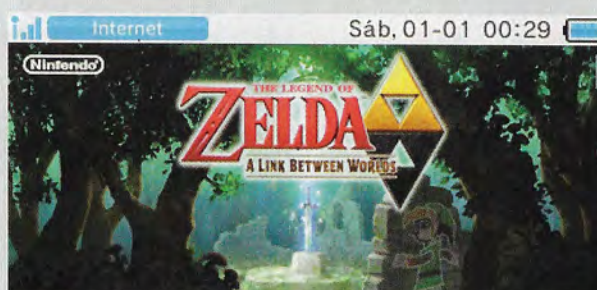 Internet
Sáb, 01-01 00:29
Nintendo
THE LEGEND OF
ZELDA
A LINK BETWEEN WORLDS